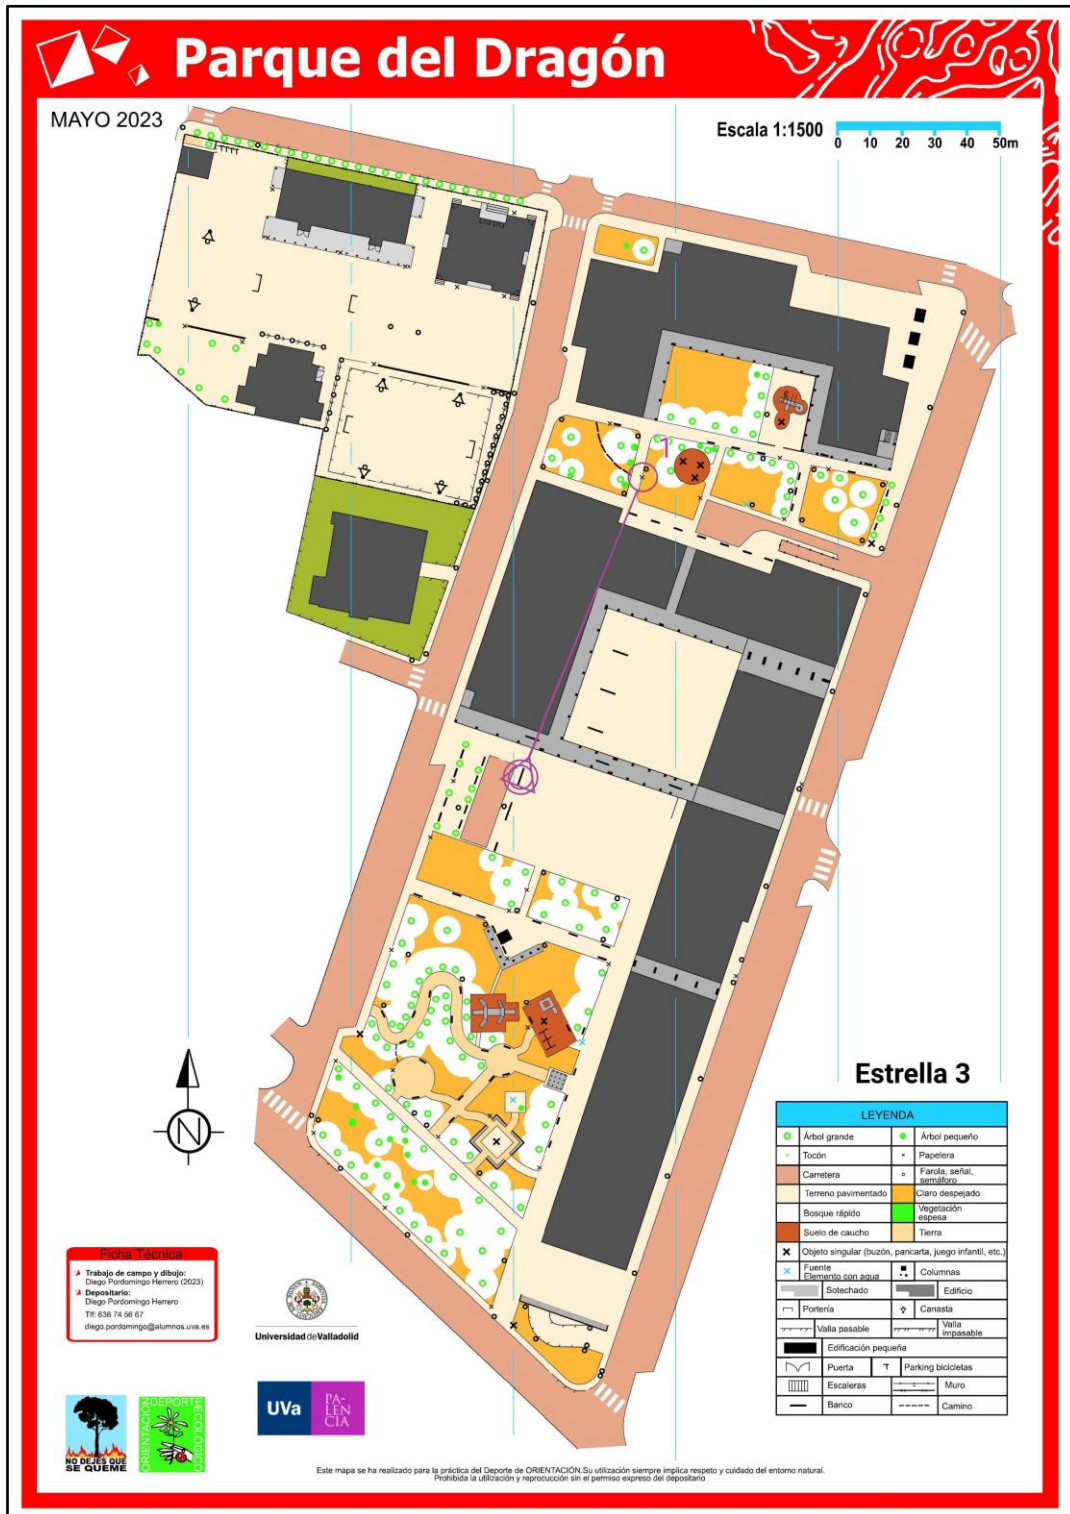 Parque del Dragón
MAYO 2023
Escala 1:1500
0 10 20 30 40 50m
1
N
Estrella 3
LEYENDA
Árbol grande Árbol pequeño
Tocón Papelera
Carretera Farola, señal, semáforo
Terreno pavimentado Claro despejado
Bosque rápido Vegetación espesa
Suelo de caucho Tierra
Objeto singular (buzón, pancarta, juego infantil, etc.)
Fuente Elemento con agua Columnas
Sotechado Edificio
Portería Canasta
Valla pasable Valla impasable
Edificación pequeña
Puerta Parking bicicletas
Escaleras Muro
Banco Camino
Ficha Técnica
Trabajo de campo y dibujo:
Diego Pordomingo Herrero (2023)
Depositario:
Diego Pordomingo Herrero
Tlf: 638 74 56 67
diego.pordomingo@alumnos.uva.es
Universidad de Valladolid
NO DEJES QUE
SE QUEME
ORIENTACIÓN DEPORTE ECOLOGICO
UVa
PA-
LEN
CIA
Este mapa se ha realizado para la práctica del Deporte de ORIENTACIÓN.Su utilización siempre implica respeto y cuidado del entorno natural.
Prohibida la utilización y reproducción sin el permiso expreso del depositario